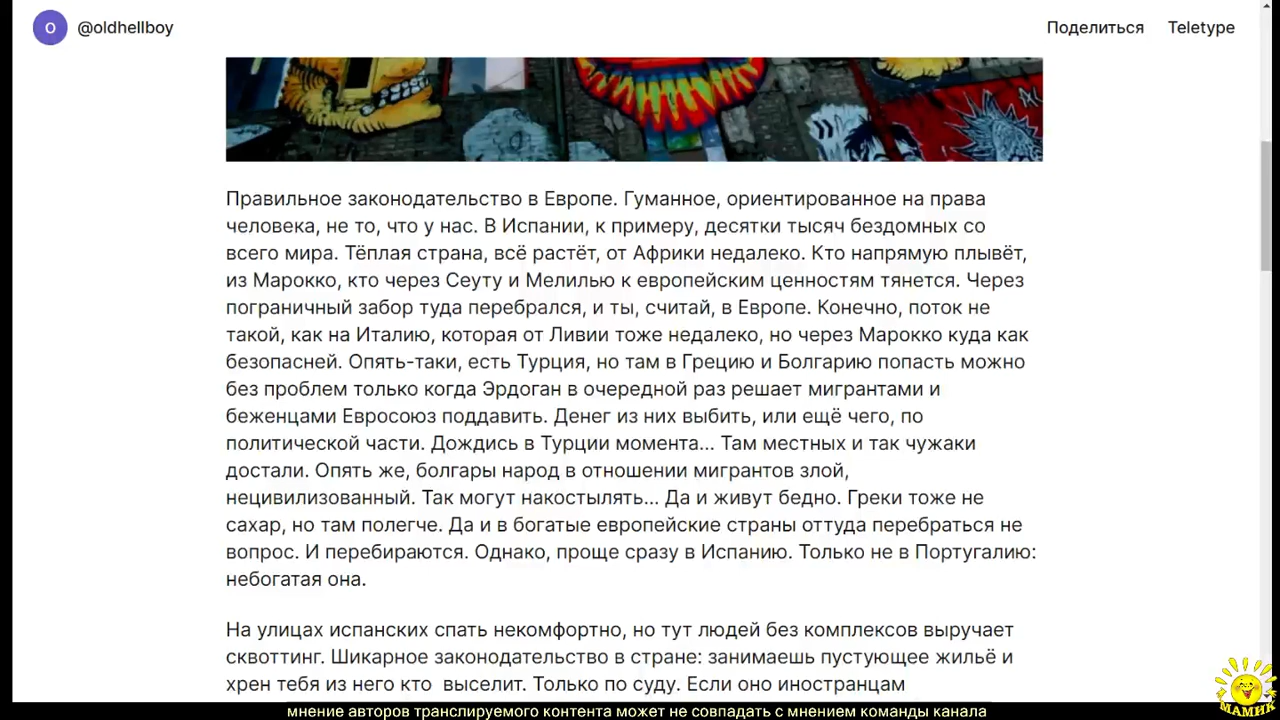 O
@oldhellboy
Поделиться
Teletype
Правильное законодательство в Европе. Гуманное, ориентированное на права
человека, не то, что у нас. В Испании, к примеру, десятки тысяч бездомных со
всего мира. Тёплая страна, всё растёт, от Африки недалеко. Кто напрямую плывёт,
из Марокко, кто через Сеуту и Мелилью к европейским ценностям тянется. Через
пограничный забор туда перебрался, и ты, считай, в Европе. Конечно, поток не
такой, как на Италию, которая от Ливии тоже недалеко, но через Марокко куда как
безопасней. Опять-таки, есть Турция, но там в Грецию и Болгарию попасть можно
без проблем только когда Эрдоган в очередной раз решает мигрантами и
беженцами Евросоюз поддавить. Денег из них выбить, или ещё чего, по
политической части. Дождись в Турции момента... Там местных и так чужаки
достали. Опять же, болгары народ в отношении мигрантов злой,
нецивилизованный. Так могут накостылять... Да и живут бедно. Греки тоже не
сахар, но там полегче. Да и в богатые европейские страны оттуда перебраться не
вопрос. И перебираются. Однако, проще сразу в Испанию. Только не в Португалию:
небогатая она.
На улицах испанских спать некомфортно, но тут людей без комплексов выручает
сквоттинг. Шикарное законодательство в стране: занимаешь пустующее жильё и
хрен тебя из него кто выселит. Только по суду. Если оно иностранцам
мнение авторов транслируемого контента может не совпадать с мнением команды канала
МАМИК